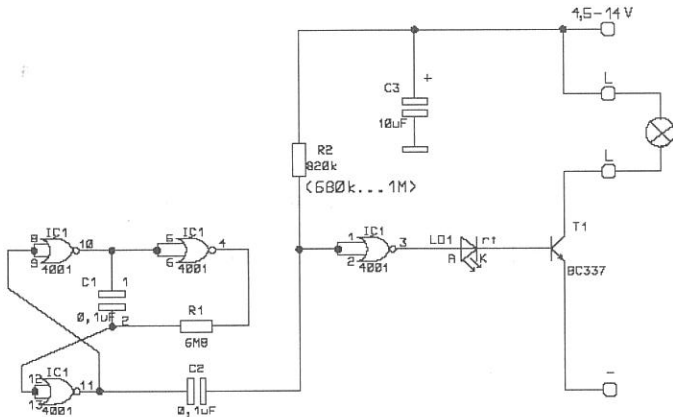 4,5-14V
L
C3
+
10uF
R2
820k
(680k...1M)
L
T1
IC1
8
9
10
4001
IC1
5
6
4
4001
IC1
1
2
3
4001
LD1
rt
A
K
BC337
C1
1
0,1uF
2
R1
6M8
IC1
12
13
11
4001
C2
0,1uF
-